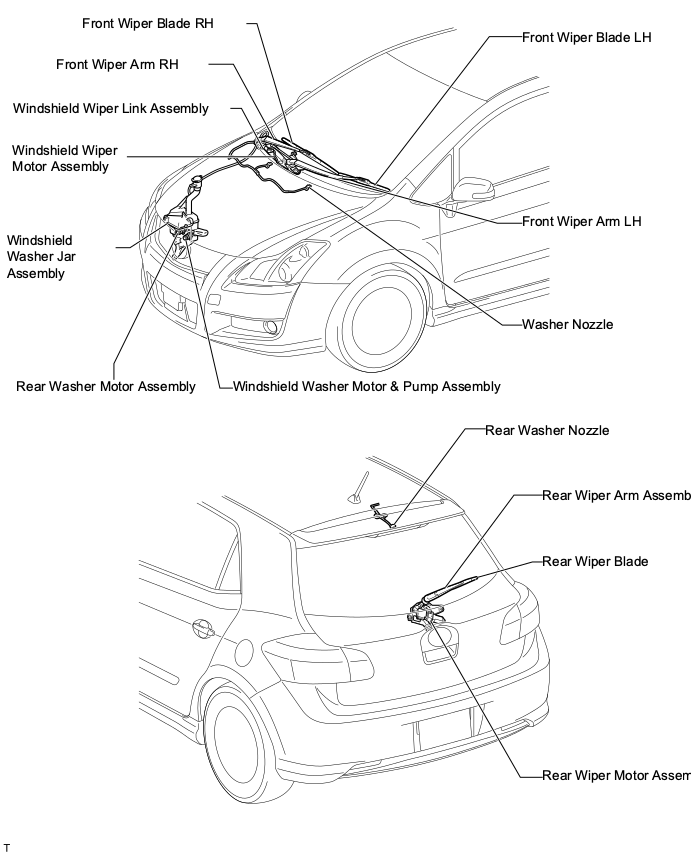 Front Wiper Blade RH
Front Wiper Blade LH
Front Wiper Arm RH
Windshield Wiper Link Assembly
Windshield Wiper
Motor Assembly
Front Wiper Arm LH
Windshield
Washer Jar
Assembly
Washer Nozzle
Rear Washer Motor Assembly
Windshield Washer Motor & Pump Assembly
Rear Washer Nozzle
Rear Wiper Arm Assemb
Rear Wiper Blade
Rear Wiper Motor Assem
T